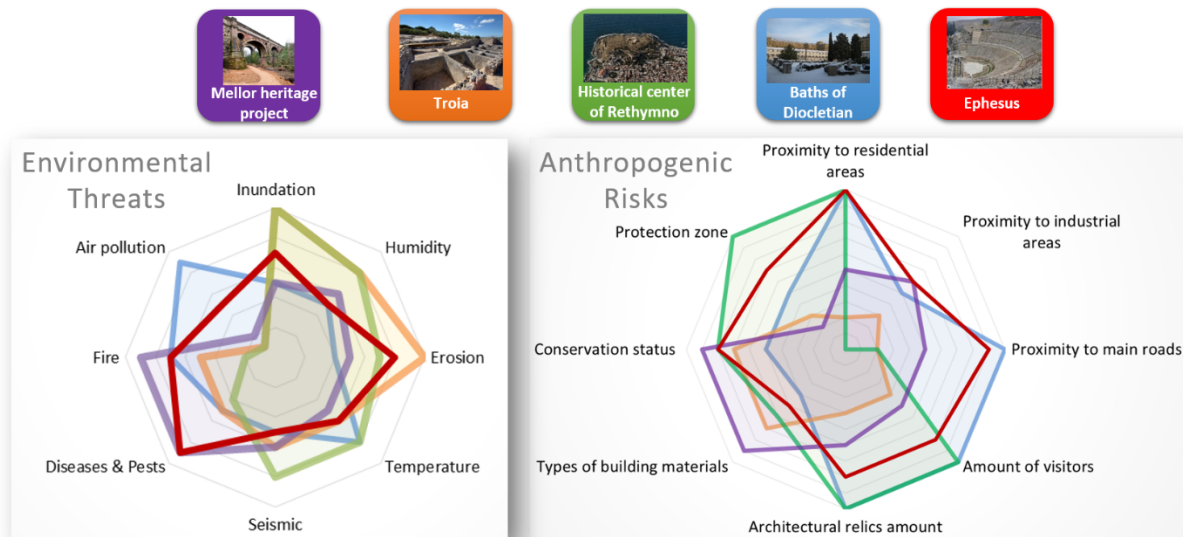 Mellor heritage
project
Troia
Historical center
of Rethymno
Baths of
Diocletian
Ephesus
Environmental
Threats
Inundation
Air pollution
Humidity
Fire
Erosion
Diseases & Pests
Temperature
Seismic
Anthropogenic
Risks
Proximity to residential
areas
Proximity to industrial
areas
Protection zone
Conservation status
Proximity to main roads
Types of building materials
Amount of visitors
Architectural relics amount